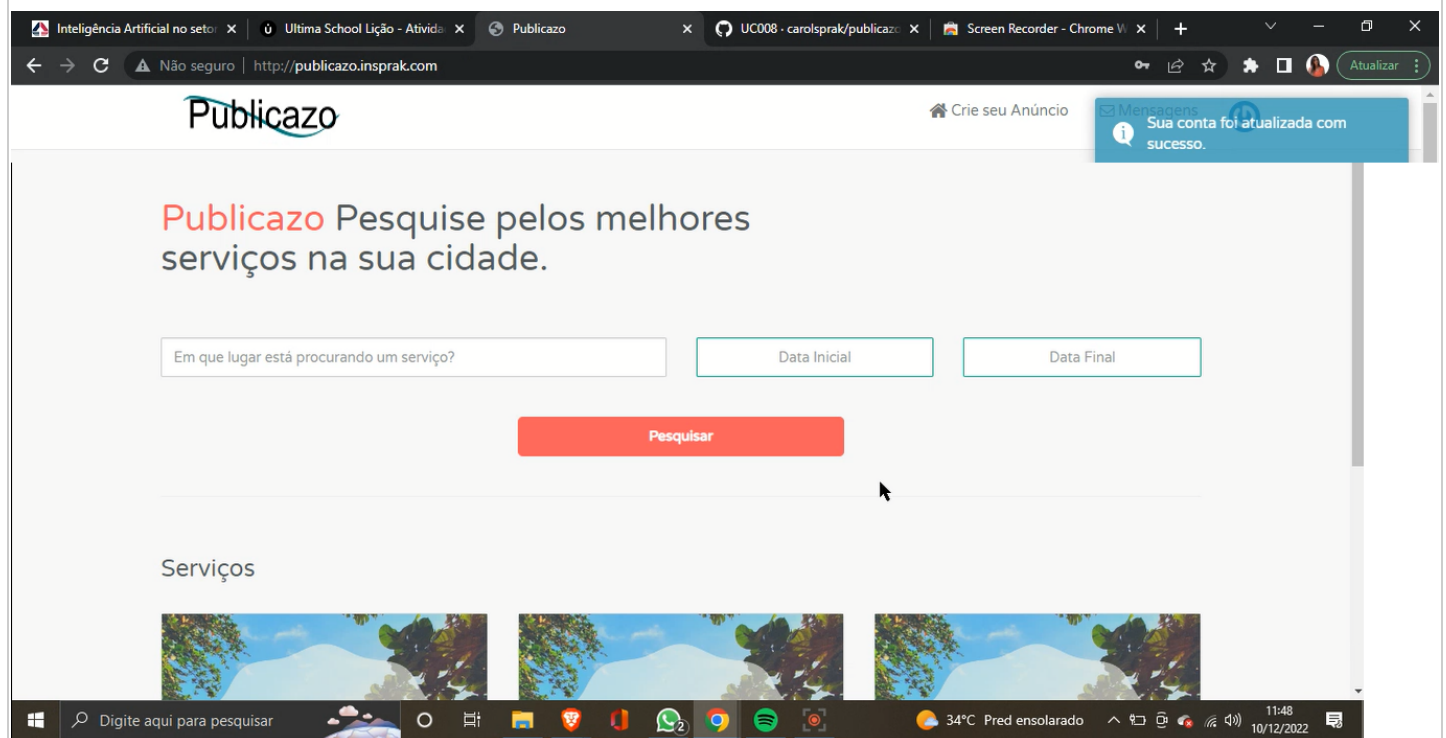 Inteligência Artificial no setor
Ultima School Lição - Ativida
Publicazo
UC008 · carolsprak/publicazo
Screen Recorder - Chrome W
Não seguro | http://publicazo.insprak.com
Atualizar
Publicazo
Crie seu Anúncio
Mensagens
Sua conta foi atualizada com
sucesso.
Publicazo Pesquise pelos melhores
serviços na sua cidade.
Em que lugar está procurando um serviço?
Data Inicial
Data Final
Pesquisar
Serviços
Digite aqui para pesquisar
2
34°C Pred ensolarado
11:48
10/12/2022